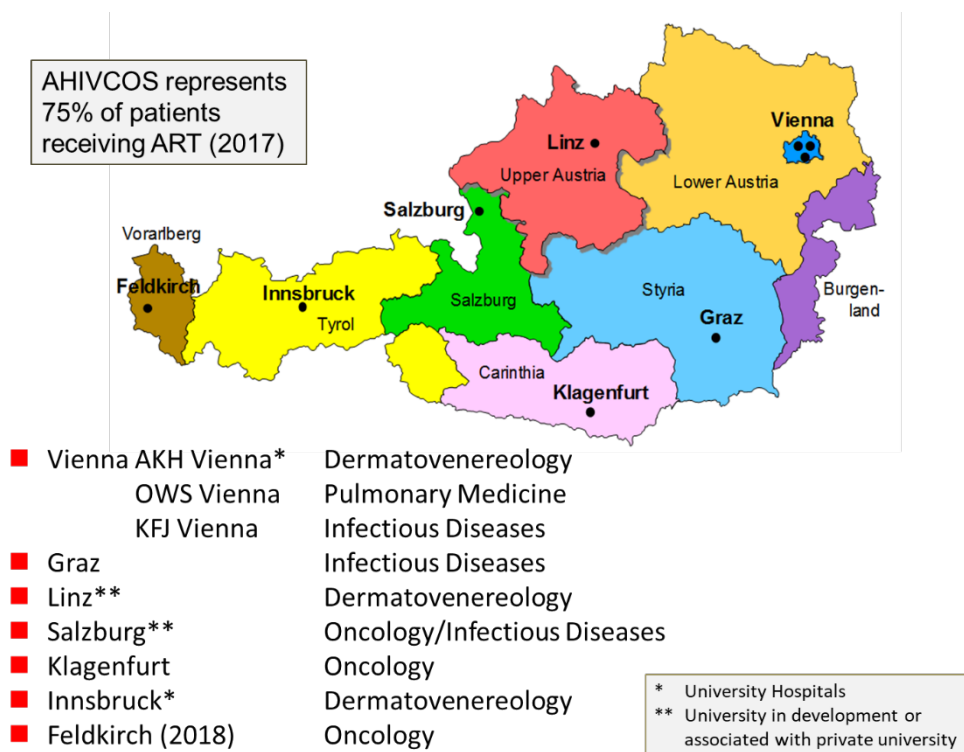 AHIVCOS represents
75% of patients
receiving ART (2017)
Vienna
Linz
Upper Austria
Lower Austria
Salzburg
Vorarlberg
Feldkirch
Innsbruck
Tyrol
Salzburg
Styria
Burgen-
land
Graz
Carinthia
Klagenfurt
Vienna AKH Vienna* Dermatovenereology
OWS Vienna Pulmonary Medicine
KFJ Vienna Infectious Diseases
Graz Infectious Diseases
Linz** Dermatovenereology
Salzburg** Oncology/Infectious Diseases
Klagenfurt Oncology
Innsbruck* Dermatovenereology
Feldkirch (2018) Oncology
* University Hospitals
** University in development or
associated with private university